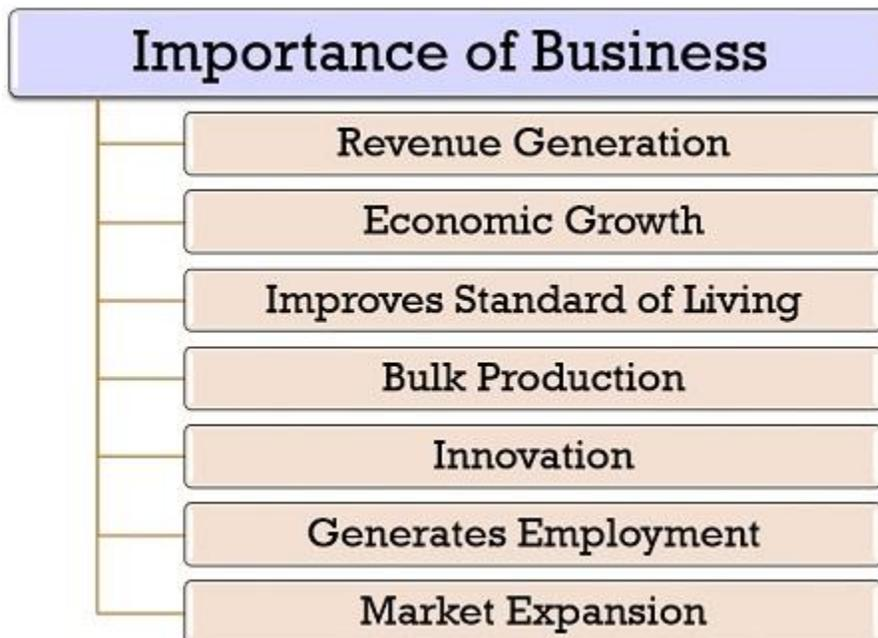 Importance of Business
Revenue Generation
Economic Growth
Improves Standard of Living
Bulk Production
Innovation
Generates Employment
Market Expansion